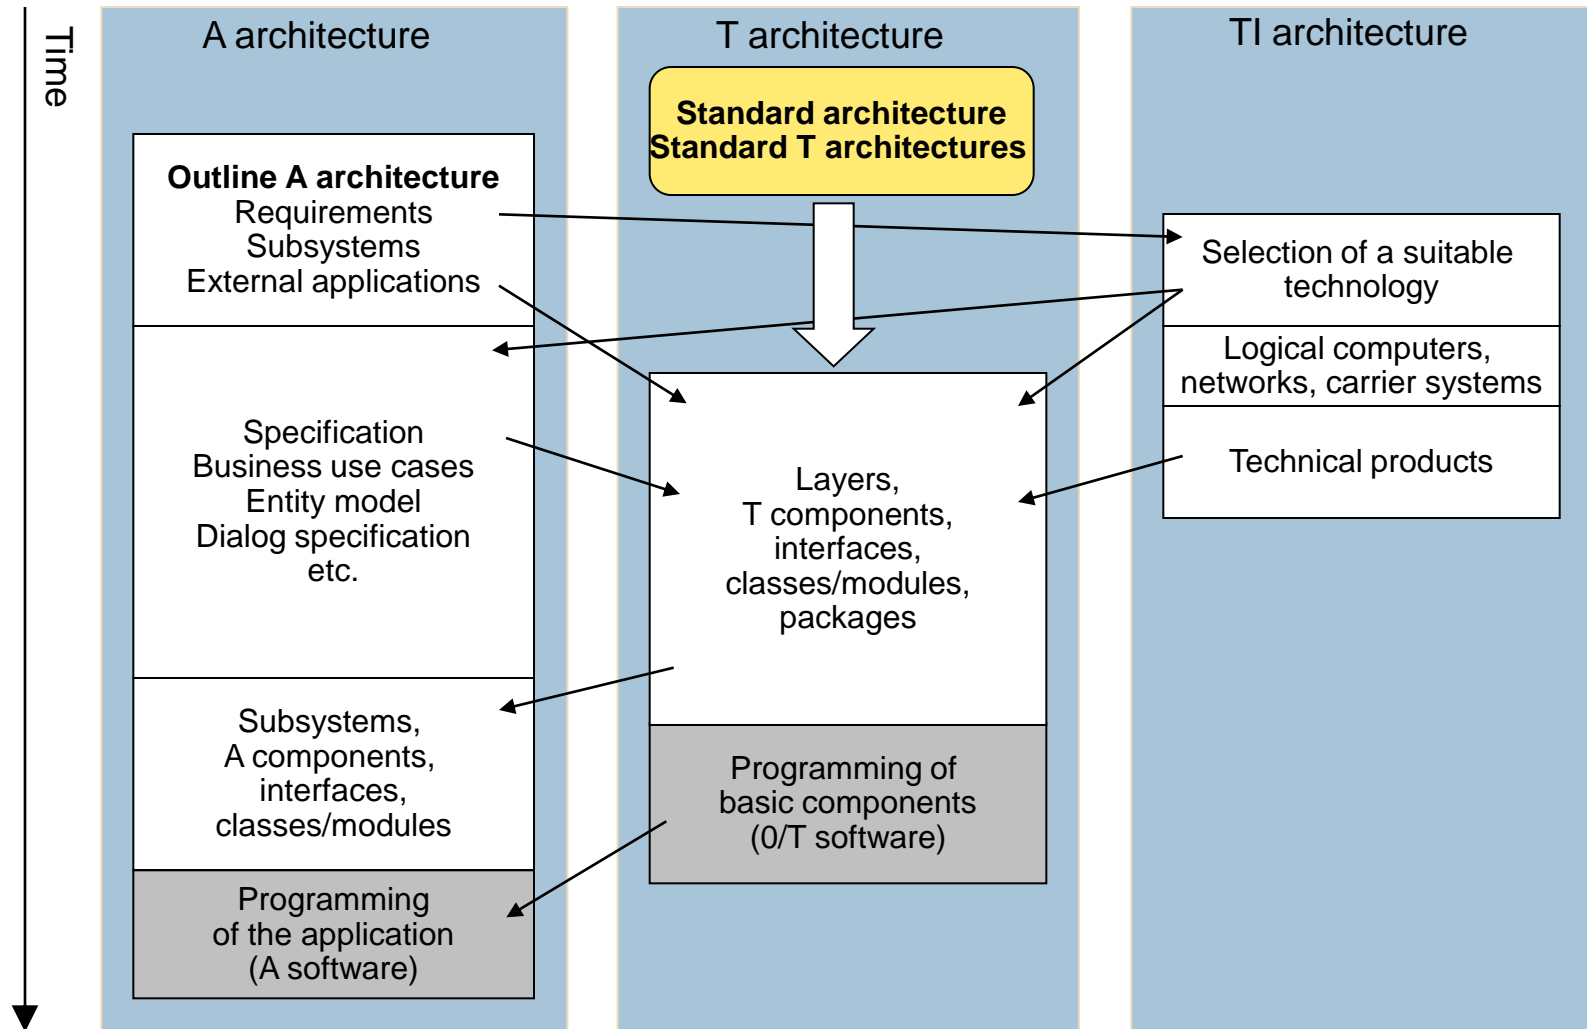 Time
A architecture
Outline A architecture
Requirements
Subsystems
External applications
Specification
Business use cases
Entity model
Dialog specification
etc.
Subsystems,
A components,
interfaces,
classes/modules
Programming
of the application
(A software)
T architecture
Standard architecture
Standard T architectures
Layers,
T components,
interfaces,
classes/modules,
packages
Programming of
basic components
(0/T software)
TI architecture
Selection of a suitable
technology
Logical computers,
networks, carrier systems
Technical products